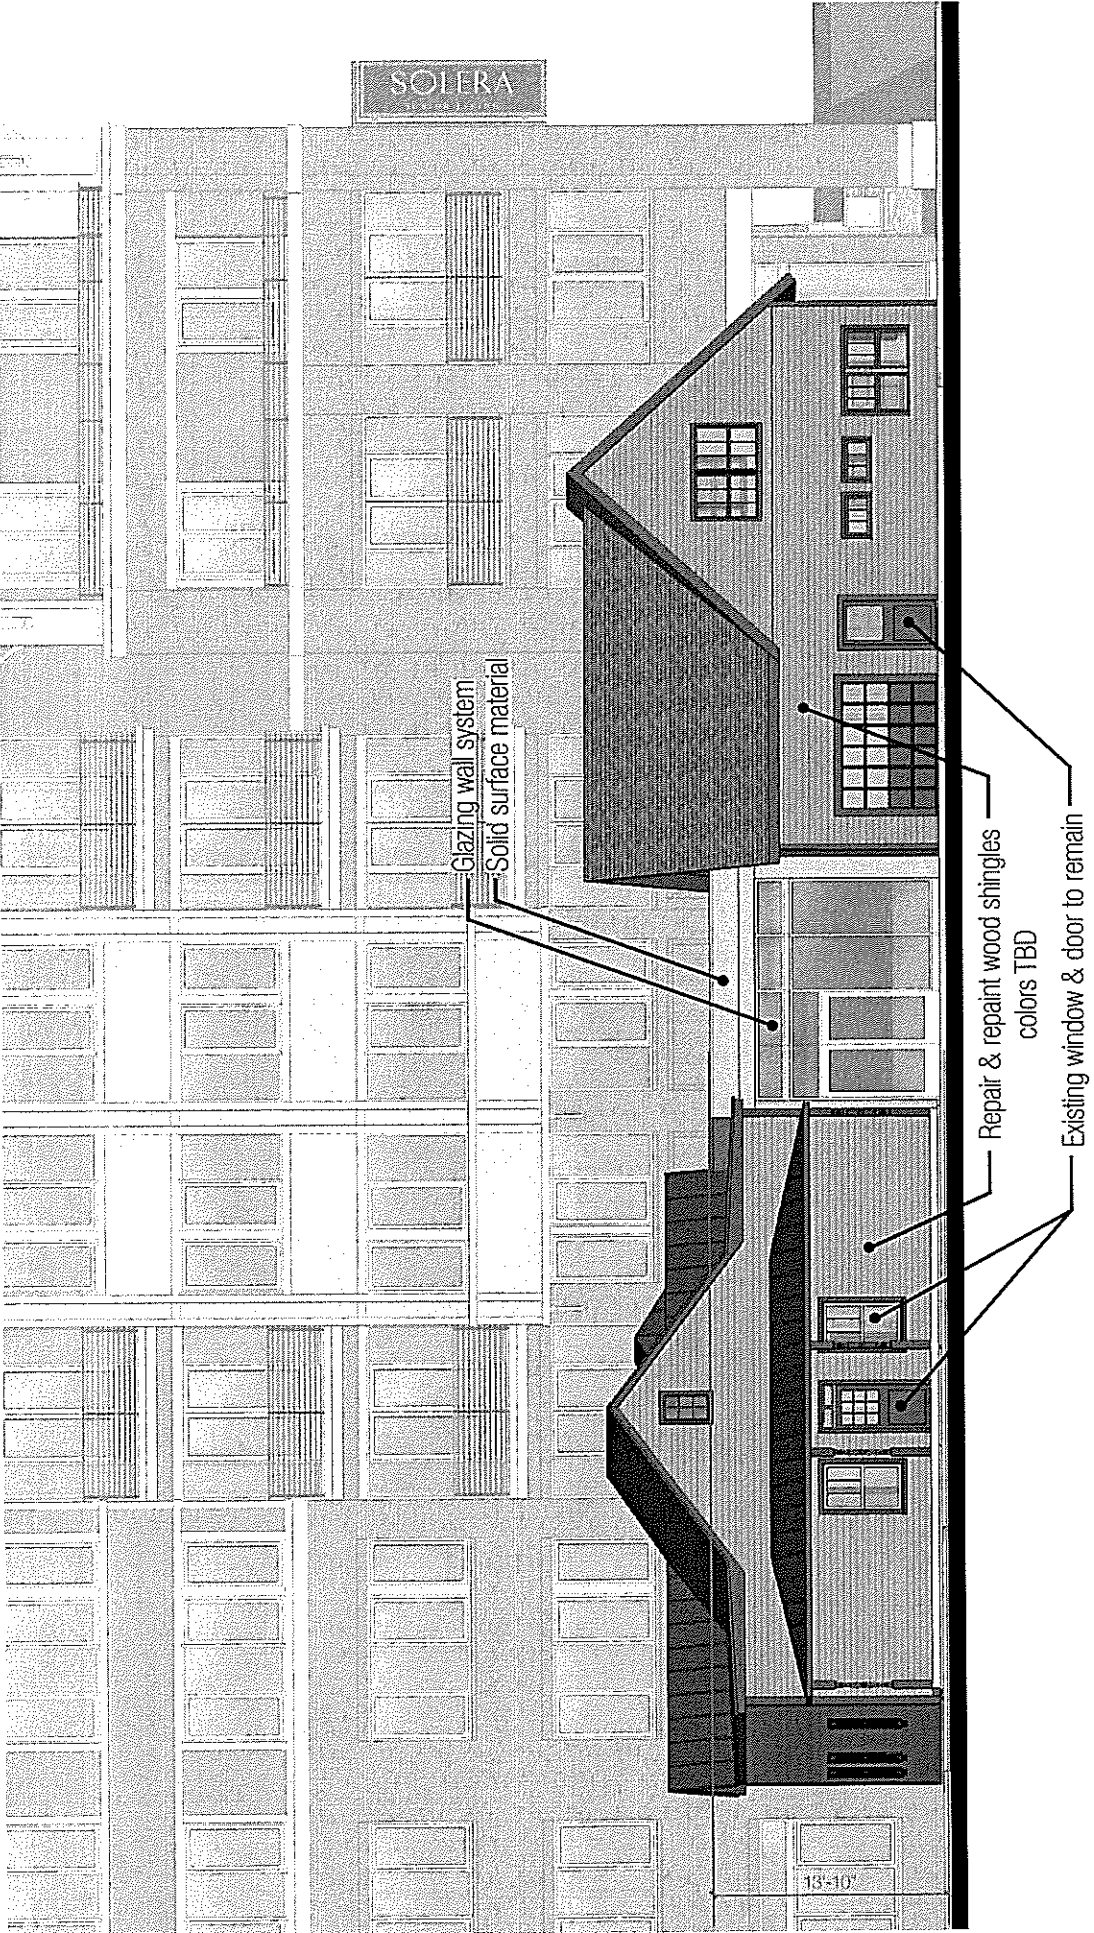 SOLERA
Glazing wall system
Solid surface material
Repair & repaint wood shingles
colors TBD
Existing window & door to remain
13'-10"